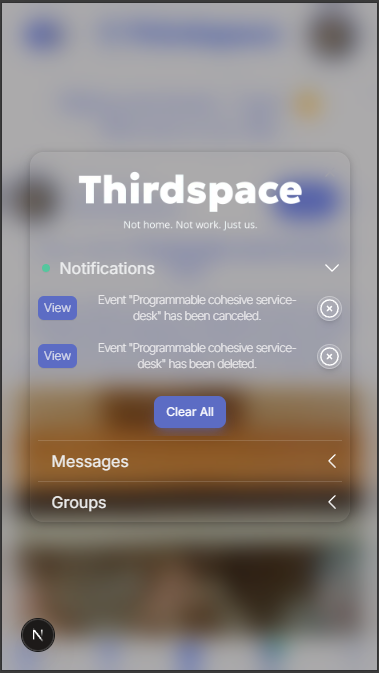 Thirdspace
Not home. Not work. Just us.
Notifications
View
Event "Programmable cohesive service-
desk" has been canceled.
View
Event "Programmable cohesive service-
desk" has been deleted.
Clear All
Messages
Groups
N